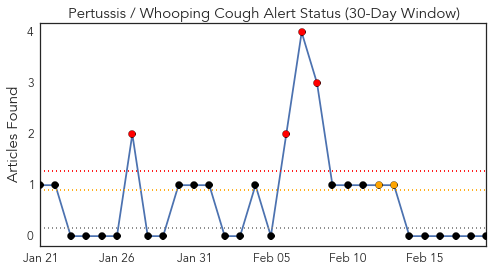 Pertussis / Whooping Cough Alert Status (30-Day Window)
Articles Found
4
3
2
1
0
Jan 21 Jan 26 Jan 31 Feb 05 Feb 10 Feb 15